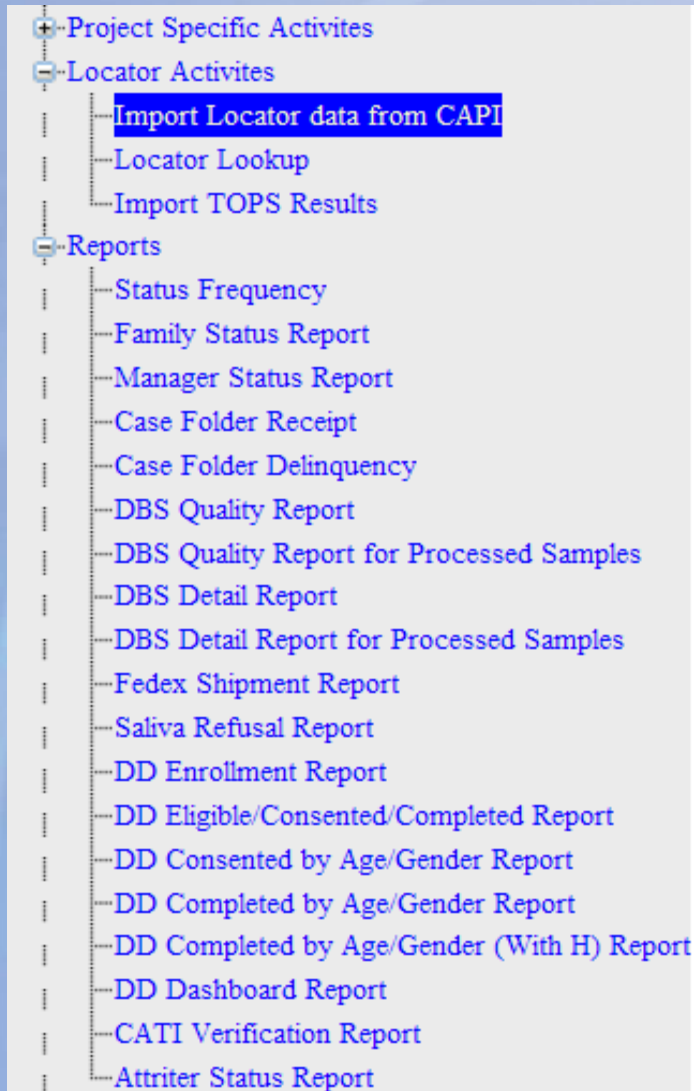 Project Specific Activites
Locator Activites
Import Locator data from CAPI
Locator Lookup
Import TOPS Results
Reports
Status Frequency
Family Status Report
Manager Status Report
Case Folder Receipt
Case Folder Delinquency
DBS Quality Report
DBS Quality Report for Processed Samples
DBS Detail Report
DBS Detail Report for Processed Samples
Fedex Shipment Report
Saliva Refusal Report
DD Enrollment Report
DD Eligible/Consented/Completed Report
DD Consented by Age/Gender Report
DD Completed by Age/Gender Report
DD Completed by Age/Gender (With H) Report
DD Dashboard Report
CATI Verification Report
Attriter Status Report